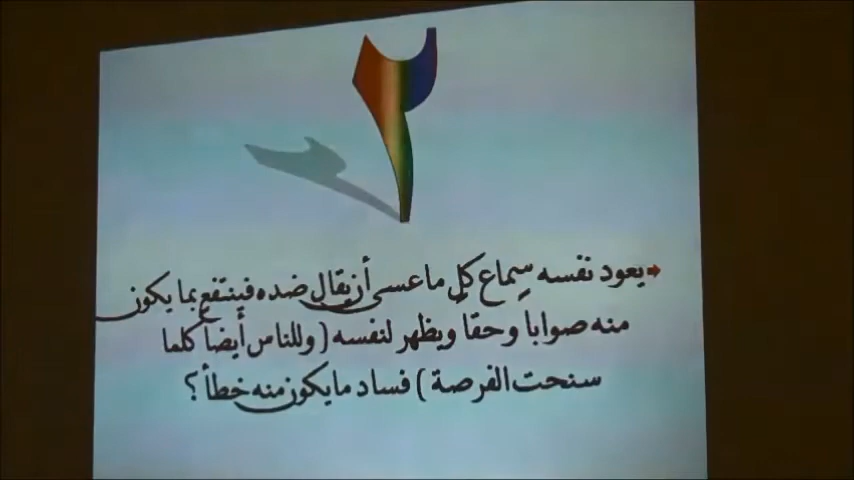 ٢
يعود نفسه سماع كل ما عسى أن يقال ضده فينتفع بما يكون
منه صوابا وحقا ويظهر لنفسه ( وللناس أيضا كلما
سنحت الفرصة ) فساد ما يكون منه خطأ ؟